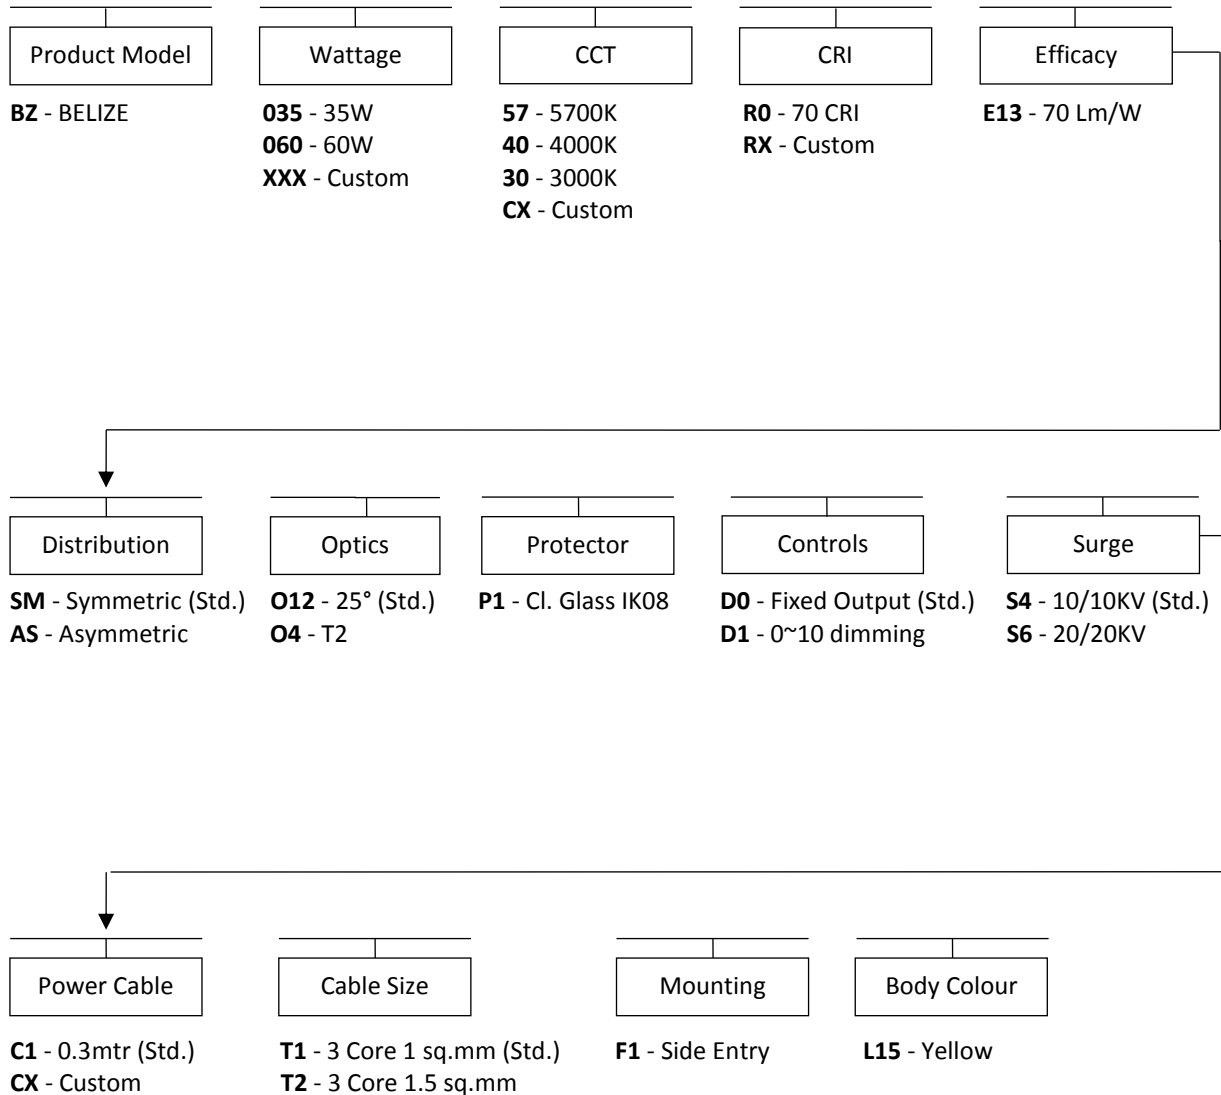 Product Model
Wattage
CCT
CRI
Efficacy
BZ - BELIZE
035 - 35W
060 - 60W
XXX - Custom
57 - 5700K
40 - 4000K
30 - 3000K
CX - Custom
R0 - 70 CRI
RX - Custom
E13 - 70 Lm/W
Distribution
Optics
Protector
Controls
Surge
SM - Symmetric (Std.)
AS - Asymmetric
O12 - 25° (Std.)
O4 - T2
P1 - Cl. Glass IK08
D0 - Fixed Output (Std.)
D1 - 0~10 dimming
S4 - 10/10KV (Std.)
S6 - 20/20KV
Power Cable
Cable Size
Mounting
Body Colour
C1 - 0.3mtr (Std.)
CX - Custom
T1 - 3 Core 1 sq.mm (Std.)
T2 - 3 Core 1.5 sq.mm
F1 - Side Entry
L15 - Yellow